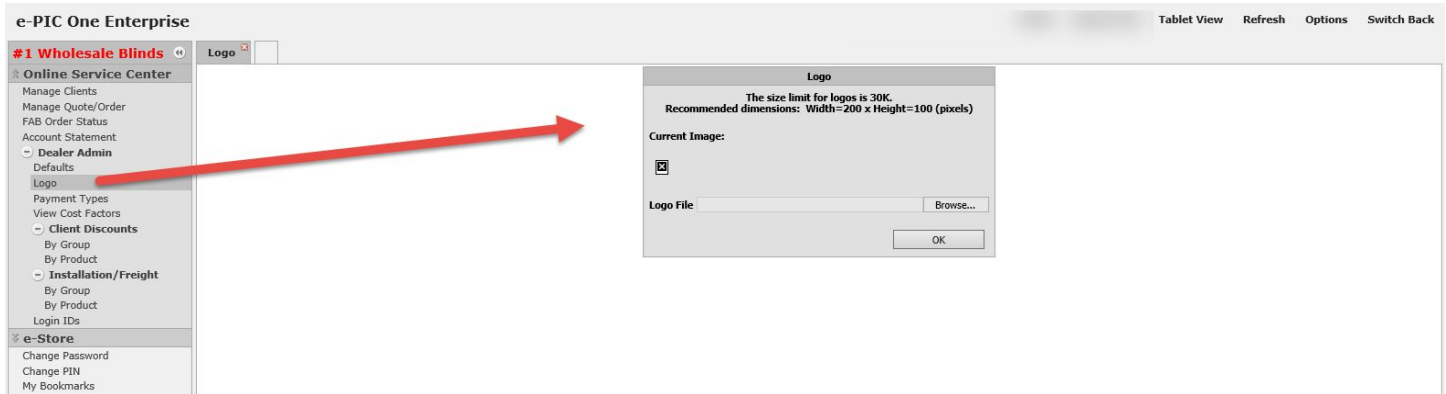 e-PIC One Enterprise
Tablet View Refresh Options Switch Back
#1 Wholesale Blinds
Logo
Online Service Center
Manage Clients
Manage Quote/Order
FAB Order Status
Account Statement
Dealer Admin
Defaults
Logo
Payment Types
View Cost Factors
Client Discounts
By Group
By Product
Installation/Freight
By Group
By Product
Login IDs
e-Store
Change Password
Change PIN
My Bookmarks
Logo
The size limit for logos is 30K.
Recommended dimensions: Width=200 x Height=100 (pixels)
Current Image:
Logo File Browse...
OK